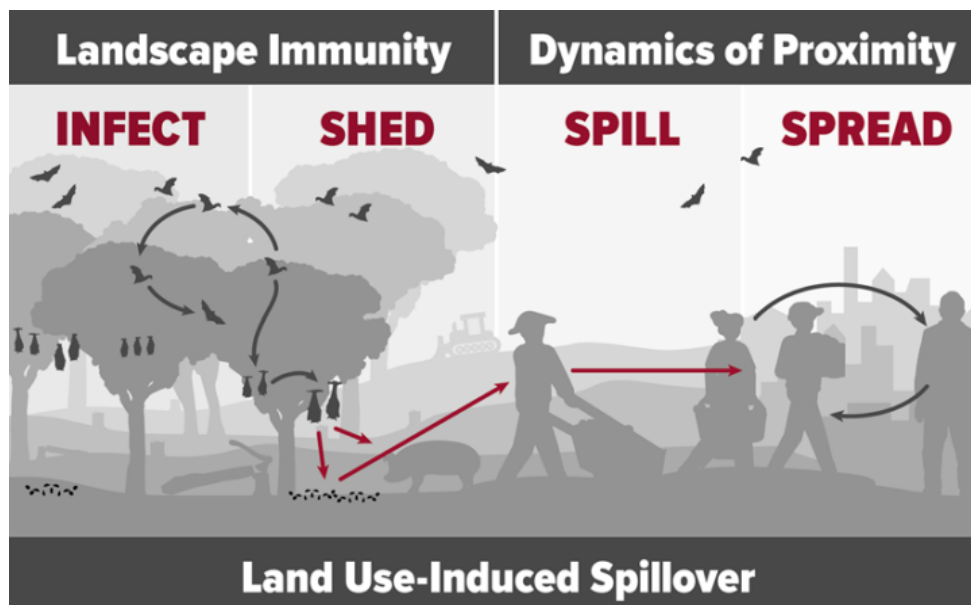 Landscape Immunity
Dynamics of Proximity
INFECT
SHED
SPILL
SPREAD
Land Use-Induced Spillover